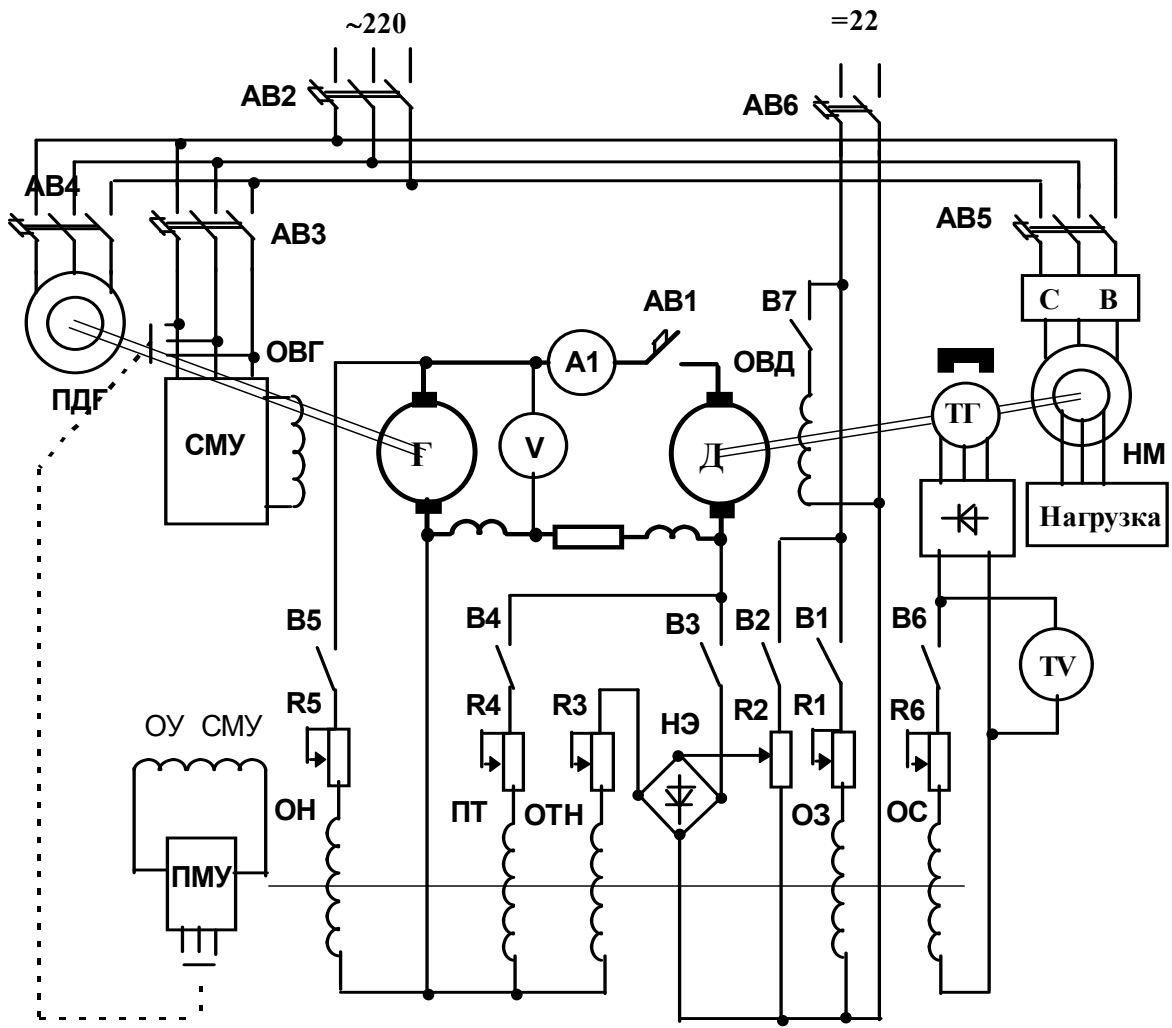 ~220
=22
АВ2
АВ6
АВ4
АВ3
АВ5
АВ1
В7
С В
ОВГ
А1
ОВД
ПДГ
ТГ
СМУ
Г
V
Д
НМ
Нагрузка
В5
В4
В3
В2
В1
В6
TV
ОУ СМУ
R5
R4
R3
НЭ
R2
R1
R6
ОН
ПТ
ОТН
ОЗ
ОС
ПМУ